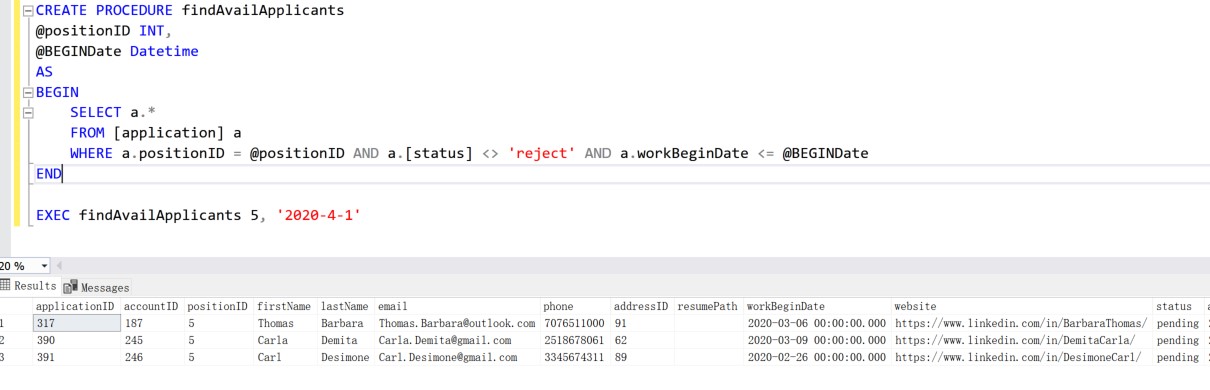 CREATE PROCEDURE findAvailApplicants
@positionID INT,
@BEGINDate Datetime
AS
BEGIN
SELECT a.*
FROM [application] a
WHERE a.positionID = @positionID AND a.[status] <> 'reject' AND a.workBeginDate <= @BEGINDate
END
EXEC findAvailApplicants 5, '2020-4-1'
20 %
Results Messages
applicationID accountID positionID firstName lastName email phone addressID resumePath workBeginDate website status
1 317 187 5 Thomas Barbara Thomas.Barbara@outlook.com 7076511000 91 2020-03-06 00:00:00.000 https://www.linkedin.com/in/BarbaraThomas/ pending
2 390 245 5 Carla Demita Carla.Demita@gmail.com 2518678061 62 2020-03-09 00:00:00.000 https://www.linkedin.com/in/DemitaCarla/ pending
3 391 246 5 Carl Desimone Carl.Desimone@gmail.com 3345674311 89 2020-02-26 00:00:00.000 https://www.linkedin.com/in/DesimoneCarl/ pending